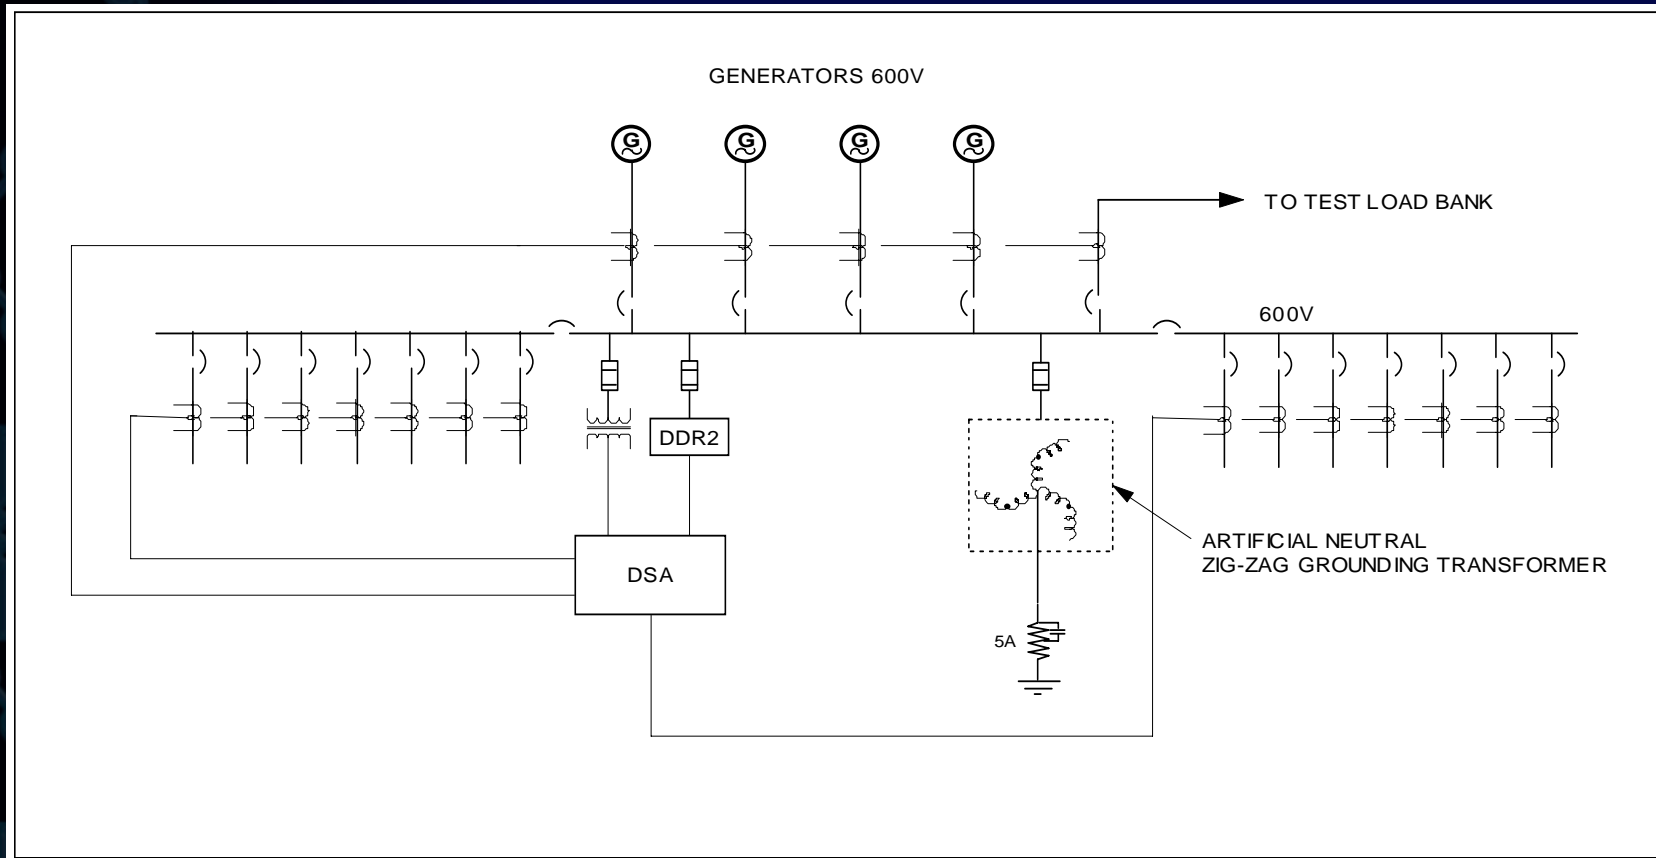 GENERATORS 600V
G
G
G
G
TO TEST LOAD BANK
600V
DDR2
DSA
ARTIFICIAL NEUTRAL
ZIG-ZAG GROUNDING TRANSFORMER
5A